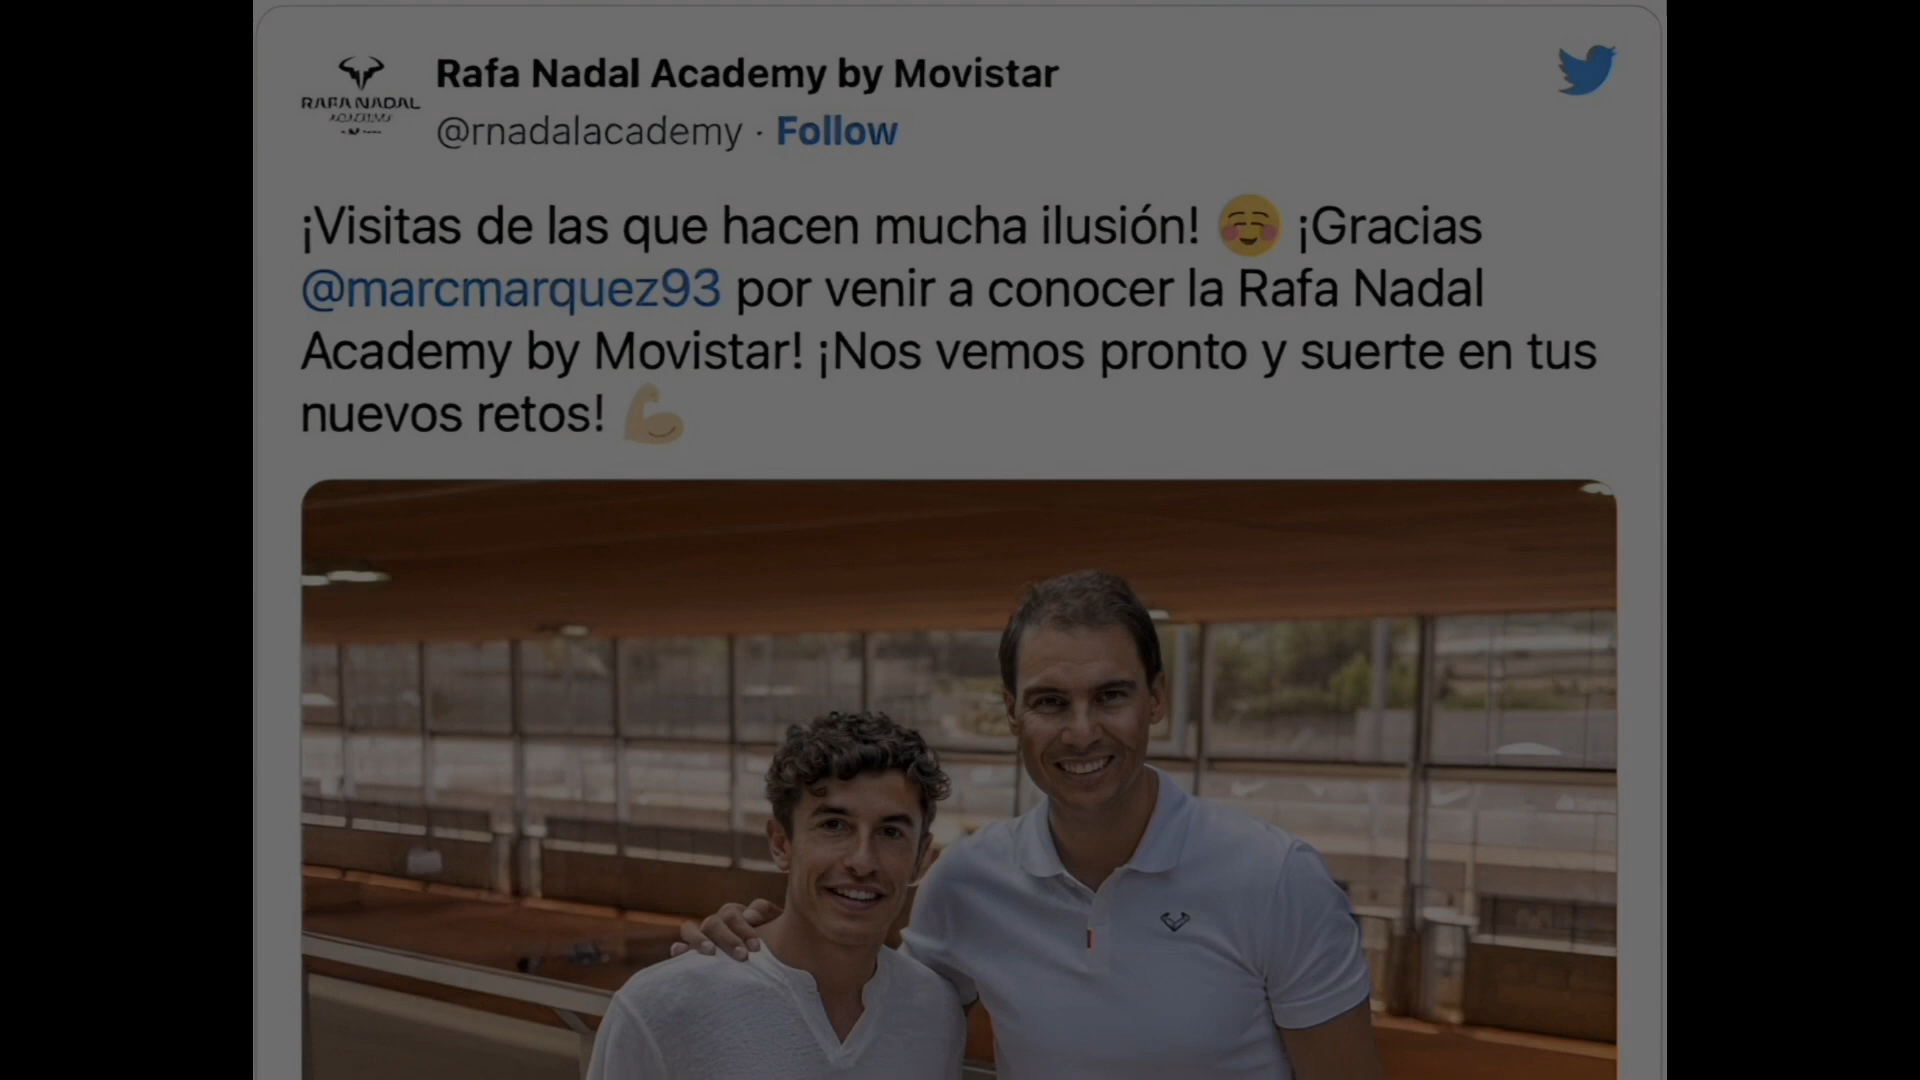 Rafa Nadal Academy by Movistar
RAFA NADAL
ACADEMY
@rnadalacademy · Follow
¡Visitas de las que hacen mucha ilusión! ☺️ ¡Gracias
@marcmarquez93 por venir a conocer la Rafa Nadal
Academy by Movistar! ¡Nos vemos pronto y suerte en tus
nuevos retos! 💪🏼